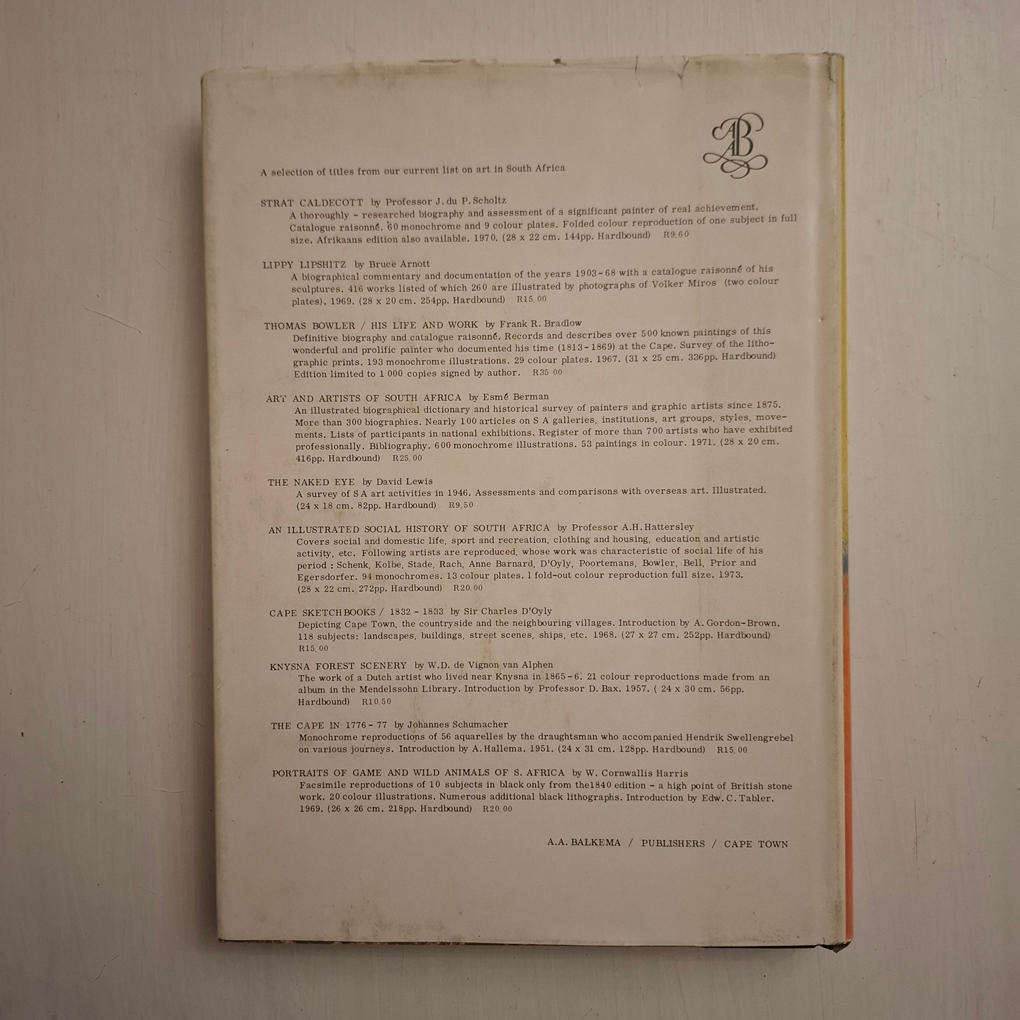 AAB
A selection of titles from our current list on art in South Africa
STRAT CALDECOTT by Professor J. du P. Scholtz
A thoroughly - researched biography and assessment of a significant painter of real achievement.
Catalogue raisonné. 60 monochrome and 9 colour plates. Folded colour reproduction of one subject in full
size. Afrikaans edition also available. 1970. (28 x 22 cm. 144pp. Hardbound) R9.60
LIPPY LIPSHITZ by Bruce Arnott
A biographical commentary and documentation of the years 1903-68 with a catalogue raisonné of his
sculptures. 416 works listed of which 260 are illustrated by photographs of Volker Miros (two colour
plates). 1969. (28 x 20 cm. 254pp. Hardbound) R15.00
THOMAS BOWLER / HIS LIFE AND WORK by Frank R. Bradlow
Definitive biography and catalogue raisonné. Records and describes over 500 known paintings of this
wonderful and prolific painter who documented his time (1813-1869) at the Cape. Survey of the litho-
graphic prints. 193 monochrome illustrations. 29 colour plates. 1967. (31 x 25 cm. 326pp. Hardbound)
Edition limited to 1 000 copies signed by author. R35.00
ART AND ARTISTS OF SOUTH AFRICA by Esmé Berman
An illustrated biographical dictionary and historical survey of painters and graphic artists since 1875.
More than 300 biographies. Nearly 100 articles on S A galleries, institutions, art groups, styles, move-
ments. Lists of participants in national exhibitions. Register of more than 700 artists who have exhibited
professionally. Bibliography. 600 monochrome illustrations. 53 paintings in colour. 1971. (28 x 20 cm.
416pp. Hardbound) R25.00
THE NAKED EYE by David Lewis
A survey of S A art activities in 1946. Assessments and comparisons with overseas art. Illustrated.
(24 x 18 cm. 82pp. Hardbound) R9.50
AN ILLUSTRATED SOCIAL HISTORY OF SOUTH AFRICA by Professor A.H. Hattersley
Covers social and domestic life, sport and recreation, clothing and housing, education and artistic
activity, etc. Following artists are reproduced, whose work was characteristic of social life of his
period : Schenk, Kolbe, Stade, Rach, Anne Barnard, D'Oyly, Poortemans, Bowler, Bell, Prior and
Egersdorfer. 94 monochromes. 13 colour plates. 1 fold-out colour reproduction full size. 1973.
(28 x 22 cm. 272pp. Hardbound) R20.00
CAPE SKETCHBOOKS / 1832 - 1833 by Sir Charles D'Oyly
Depicting Cape Town, the countryside and the neighbouring villages. Introduction by A. Gordon-Brown.
118 subjects: landscapes, buildings, street scenes, ships, etc. 1968. (27 x 27 cm. 252pp. Hardbound)
R15.00
KNYSNA FOREST SCENERY by W.D. de Vignon van Alphen
The work of a Dutch artist who lived near Knysna in 1865-6. 21 colour reproductions made from an
album in the Mendelssohn Library. Introduction by Professor D. Bax. 1957. ( 24 x 30 cm. 56pp.
Hardbound) R10.50
THE CAPE IN 1776 - 77 by Johannes Schumacher
Monochrome reproductions of 56 aquarelles by the draughtsman who accompanied Hendrik Swellengrebel
on various journeys. Introduction by A. Hallema. 1951. (24 x 31 cm. 128pp. Hardbound) R15.00
PORTRAITS OF GAME AND WILD ANIMALS OF S. AFRICA by W. Cornwallis Harris
Facsimile reproductions of 10 subjects in black only from the1840 edition - a high point of British stone
work. 20 colour illustrations. Numerous additional black lithographs. Introduction by Edw. C. Tabler.
1969. (26 x 26 cm. 218pp. Hardbound) R20.00
A.A. BALKEMA / PUBLISHERS / CAPE TOWN